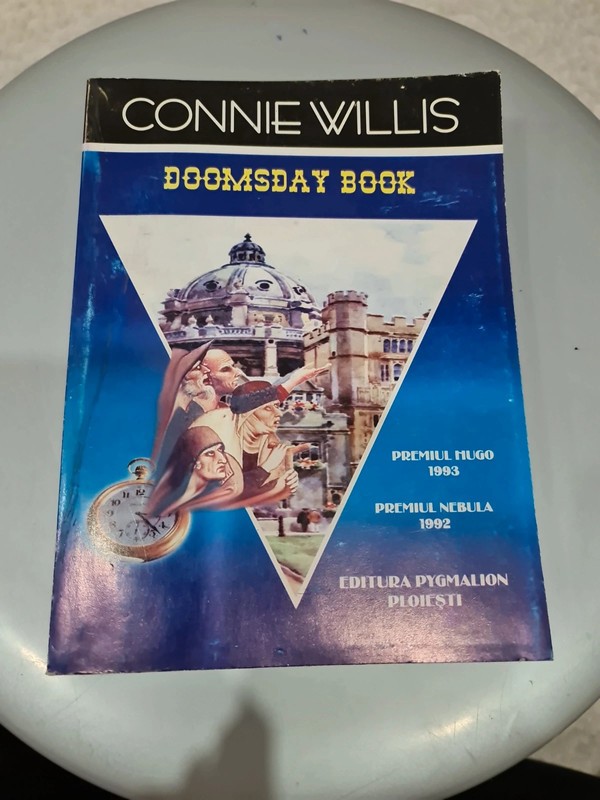 CONNIE WILLIS
DOOMSDAY BOOK
PREMIUL HUGO
1993
PREMIUL NEBULA
1992
EDITURA PYGMALION
PLOIEȘTI